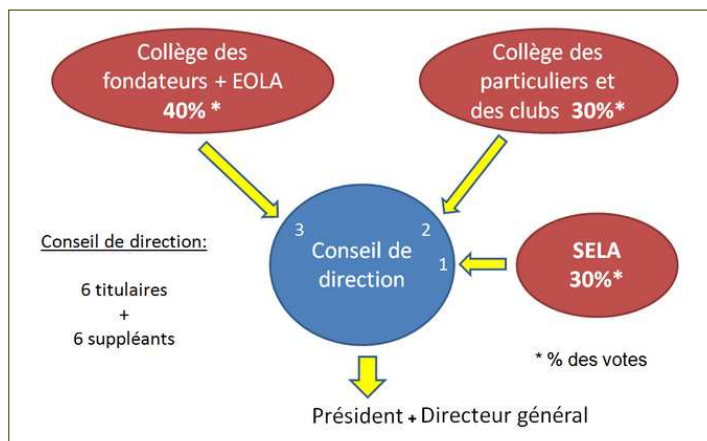 Collège des
fondateurs + EOLA
40% *
Collège des
particuliers et
des clubs 30%*
3
2
1
Conseil de
direction
Conseil de direction:
6 titulaires
+
6 suppléants
SELA
30%*
* % des votes
Président + Directeur général